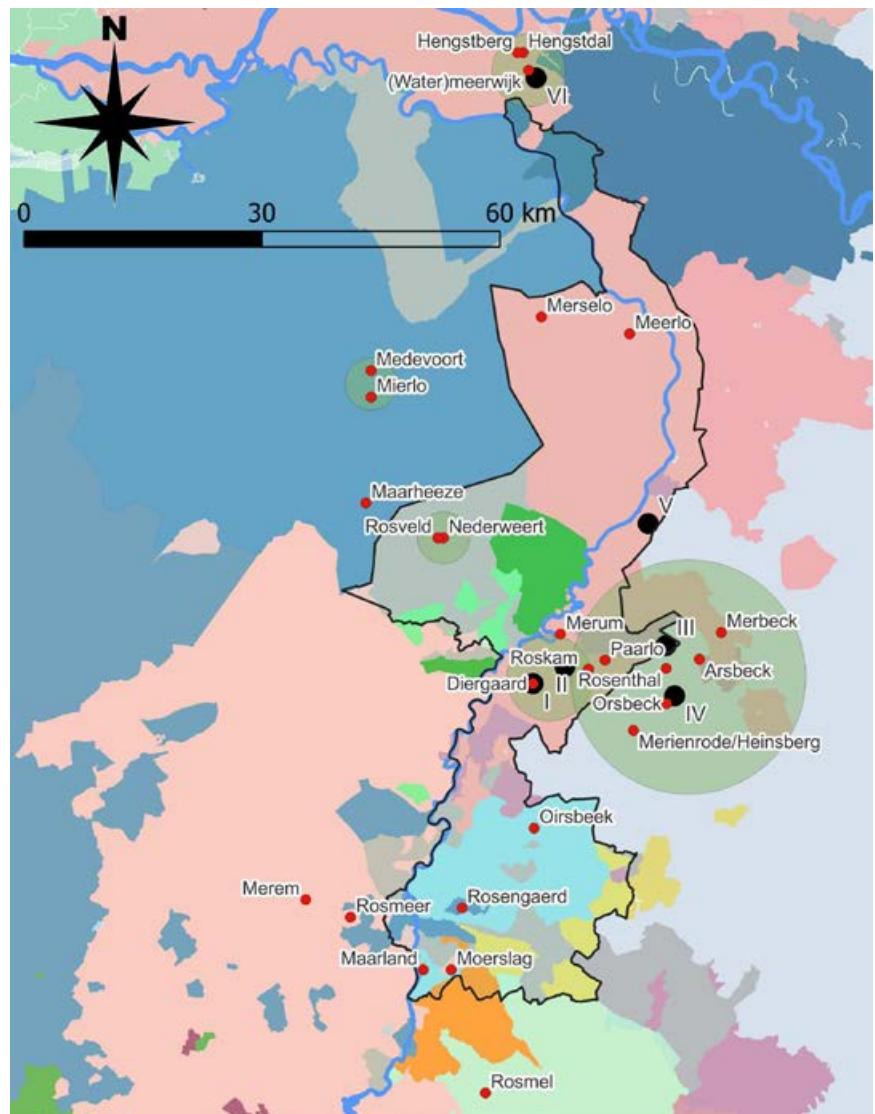 N
Hengstberg Hengstdal
(Water)meerwijk
VI
0 30 60 km
Merselo
Meerlo
Medevoort
Mierlo
Maarheeze
V
Rosveld Nederweert
Merum
III
Merbeck
Paarlo
Roskam
Arsbeck
Diergaard
I
II
Rosenthal
Orsbeck
IV
Merienrode/Heinsberg
Oirsbeek
Merem
Rosmeer
Rosengaerd
Maarland
Moerslag
Rosmel